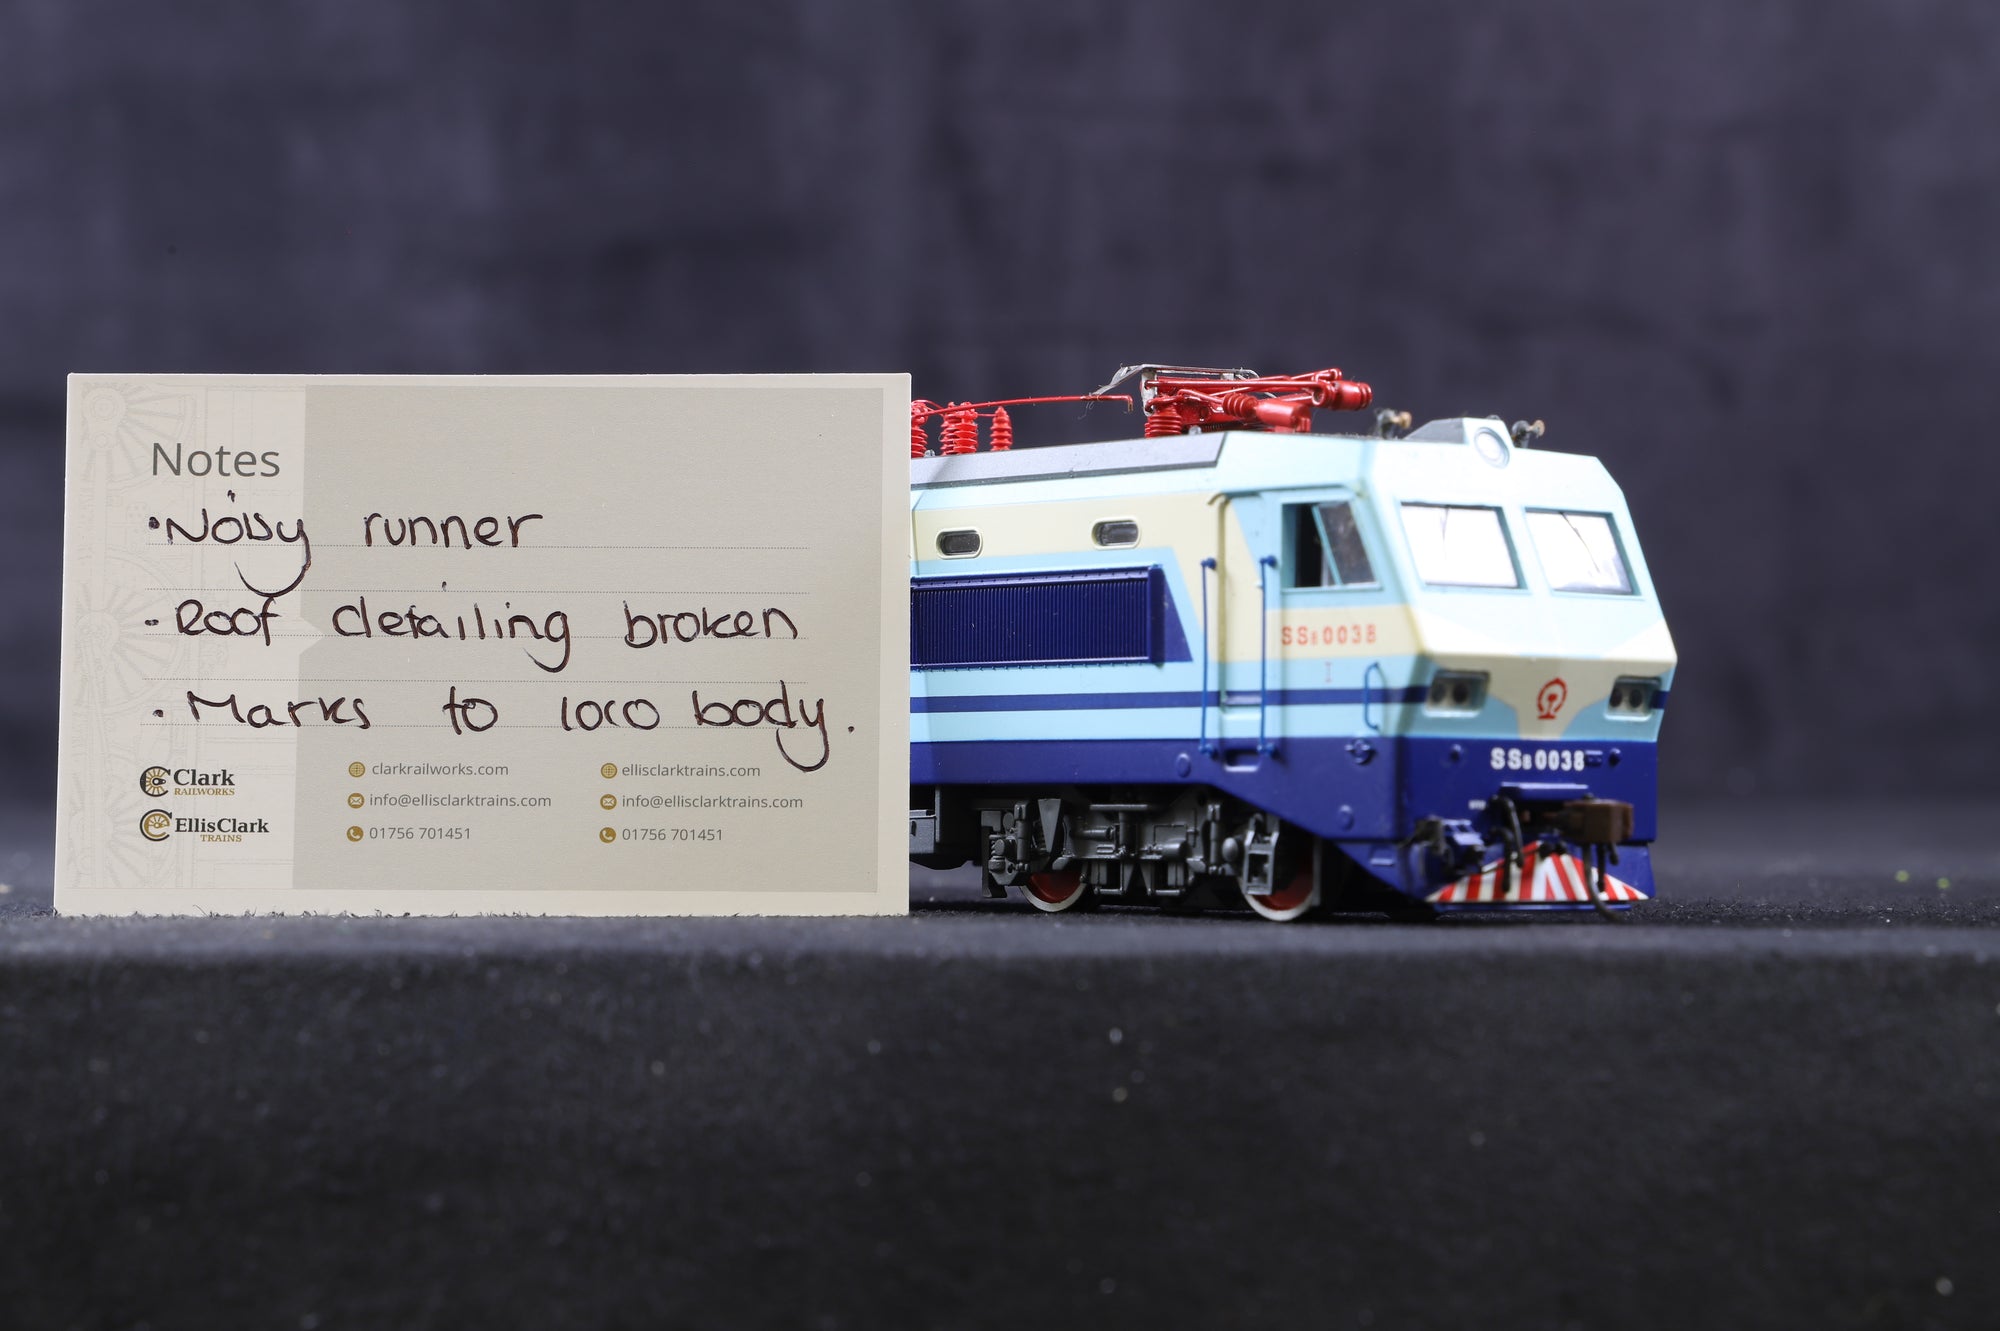 Notes
•Noisy runner
• Roof detailing broken
• Marks to loco body.
Clark
RAILWORKS
EllisClark
TRAINS
clarkrailworks.com
info@ellisclarktrains.com
01756 701451
ellisclarktrains.com
info@ellisclarktrains.com
01756 701451
SS8 0038
I
SS8 0038